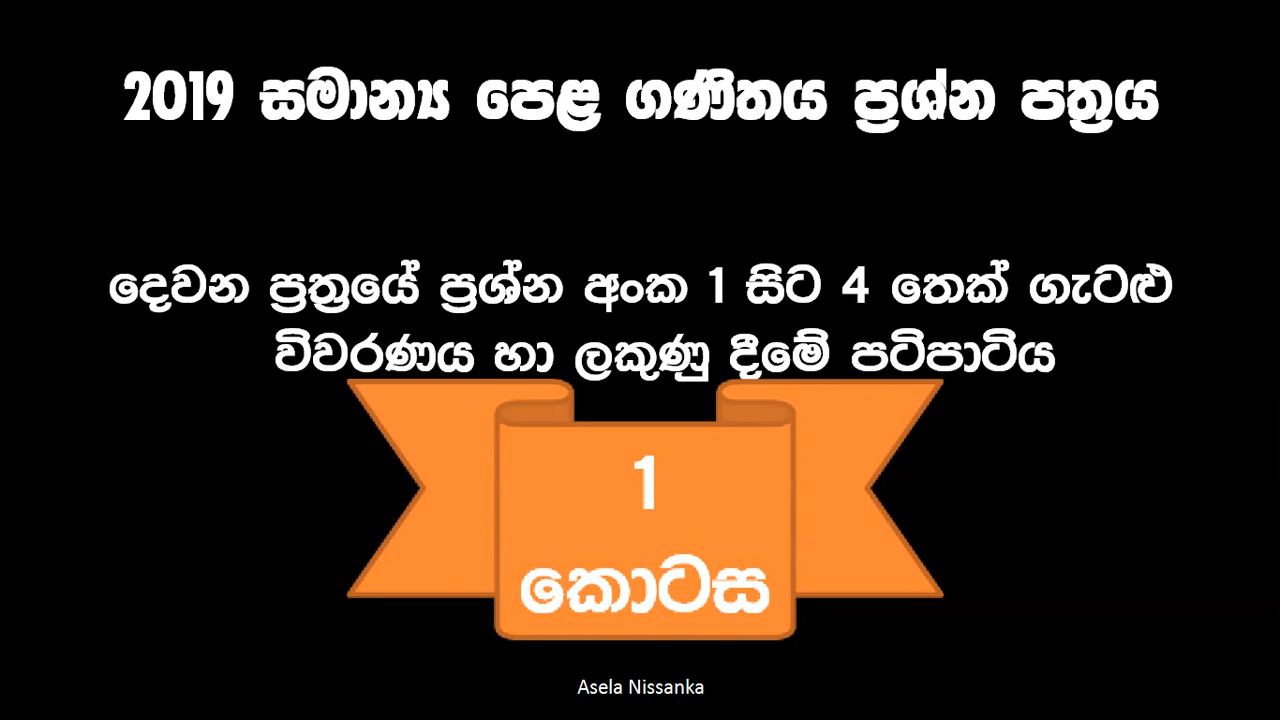 2019 සමාන්‍ය පෙළ ගණිතය ප්‍රශ්න පත්‍රය
දෙවන ප්‍රත්‍රයේ ප්‍රශ්න අංක 1 සිට 4 තෙක් ගැටළු
විවරණය හා ලකුණු දීමේ පටිපාටිය
1
කොටස
Asela Nissanka